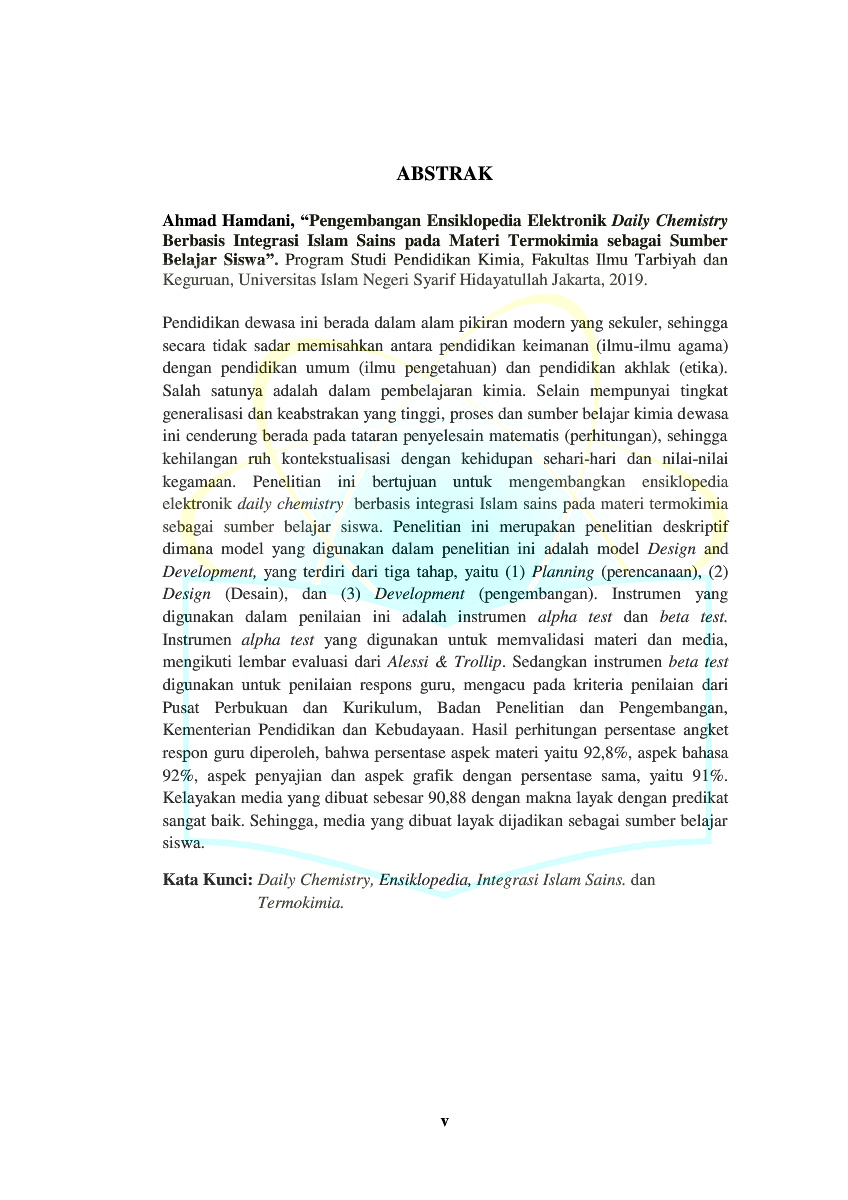 ABSTRAK
Ahmad Hamdani, “Pengembangan Ensiklopedia Elektronik Daily Chemistry
Berbasis Integrasi Islam Sains pada Materi Termokimia sebagai Sumber
Belajar Siswa”. Program Studi Pendidikan Kimia, Fakultas Ilmu Tarbiyah dan
Keguruan, Universitas Islam Negeri Syarif Hidayatullah Jakarta, 2019.
Pendidikan dewasa ini berada dalam alam pikiran modern yang sekuler, sehingga
secara tidak sadar memisahkan antara pendidikan keimanan (ilmu-ilmu agama)
dengan pendidikan umum (ilmu pengetahuan) dan pendidikan akhlak (etika).
Salah satunya adalah dalam pembelajaran kimia. Selain mempunyai tingkat
generalisasi dan keabstrakan yang tinggi, proses dan sumber belajar kimia dewasa
ini cenderung berada pada tataran penyelesain matematis (perhitungan), sehingga
kehilangan ruh kontekstualisasi dengan kehidupan sehari-hari dan nilai-nilai
kegamaan. Penelitian ini bertujuan untuk mengembangkan ensiklopedia
elektronik daily chemistry berbasis integrasi Islam sains pada materi termokimia
sebagai sumber belajar siswa. Penelitian ini merupakan penelitian deskriptif
dimana model yang digunakan dalam penelitian ini adalah model Design and
Development, yang terdiri dari tiga tahap, yaitu (1) Planning (perencanaan), (2)
Design (Desain), dan (3) Development (pengembangan). Instrumen yang
digunakan dalam penilaian ini adalah instrumen alpha test dan beta test.
Instrumen alpha test yang digunakan untuk memvalidasi materi dan media,
mengikuti lembar evaluasi dari Alessi & Trollip. Sedangkan instrumen beta test
digunakan untuk penilaian respons guru, mengacu pada kriteria penilaian dari
Pusat Perbukuan dan Kurikulum, Badan Penelitian dan Pengembangan,
Kementerian Pendidikan dan Kebudayaan. Hasil perhitungan persentase angket
respon guru diperoleh, bahwa persentase aspek materi yaitu 92,8%, aspek bahasa
92%, aspek penyajian dan aspek grafik dengan persentase sama, yaitu 91%.
Kelayakan media yang dibuat sebesar 90,88 dengan makna layak dengan predikat
sangat baik. Sehingga, media yang dibuat layak dijadikan sebagai sumber belajar
siswa.
Kata Kunci: Daily Chemistry, Ensiklopedia, Integrasi Islam Sains. dan
Termokimia.
v